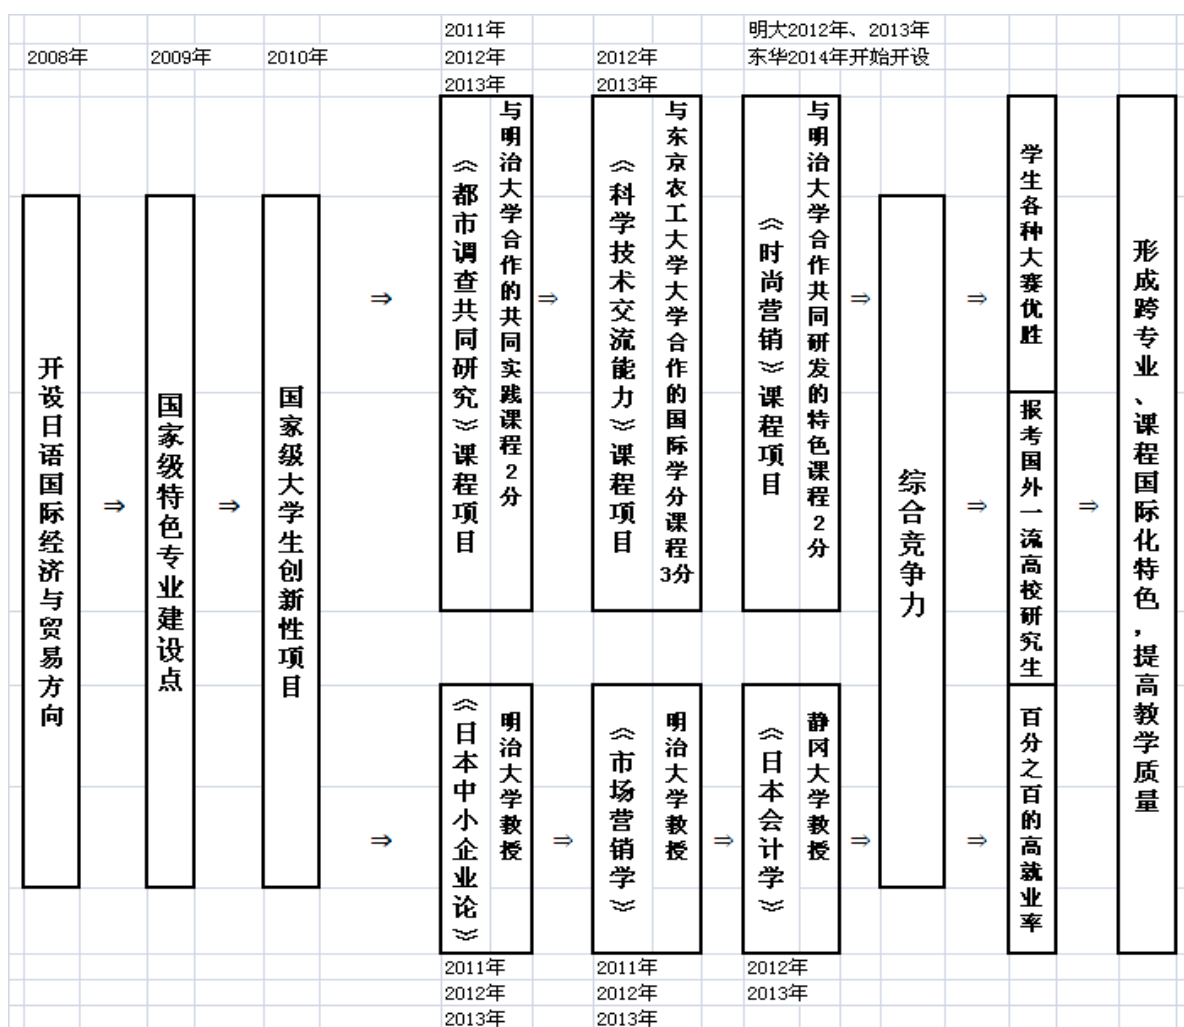 2008年
开设日语国际经济与贸易方向
⇒
2009年
国家级特色专业建设点
⇒
2010年
国家级大学生创新性项目
⇒
⇒
2011年
2012年
2013年
《都市调查共同研究》课程项目
与明治大学合作的共同实践课程2分
⇒
2012年
2013年
《科学技术交流能力》课程项目
与东京农工大学大学合作的国际学分课程3分
明大2012年、2013年
东华2014年开始开设
《时尚营销》课程项目
与明治大学合作共同研发的特色课程2分
⇒
《日本中小企业论》
明治大学教授
2011年
2012年
2013年
⇒
《市场营销学》
明治大学教授
2011年
2012年
2013年
⇒
《日本会计学》
静冈大学教授
2012年
2013年
⇒
综合竞争力
⇒
⇒
⇒
学生各种大赛优胜
报考国外一流高校研究生
百分之百的高就业率
⇒
形成跨专业、课程国际化特色,提高教学质量